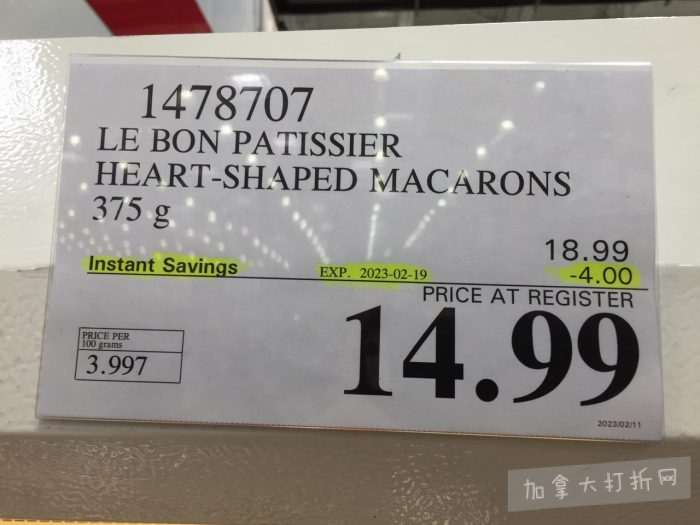 1478707
LE BON PATISSIER
HEART-SHAPED MACARONS
375 g
18.99
Instant Savings EXP. 2023-02-19 -4.00
PRICE AT REGISTER
14.99
PRICE PER
100 grams
3.997
2023/02/11
加拿大打折网